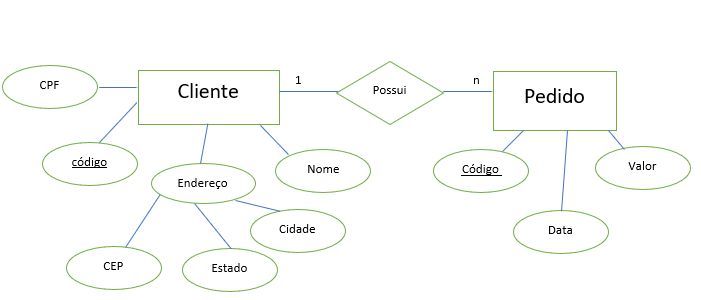 CPF
Cliente
1
Possui
n
Pedido
código
Endereço
Nome
Código
Valor
Cidade
Data
CEP
Estado